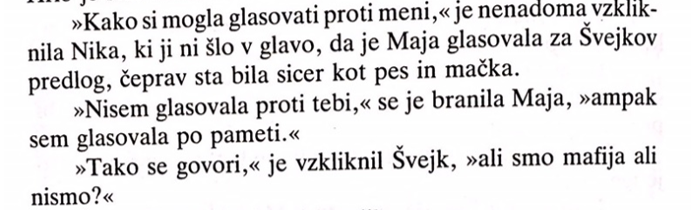 »Kako si mogla glasovati proti meni,« je nenadoma vzklik-
nila Nika, ki ji ni šlo v glavo, da je Maja glasovala za Švejkov
predlog, čeprav sta bila sicer kot pes in mačka.
»Nisem glasovala proti tebi,« se je branila Maja, »ampak
sem glasovala po pameti.«
»Tako se govori,« je vzkliknil Švejk, »ali smo mafija ali
nismo?«